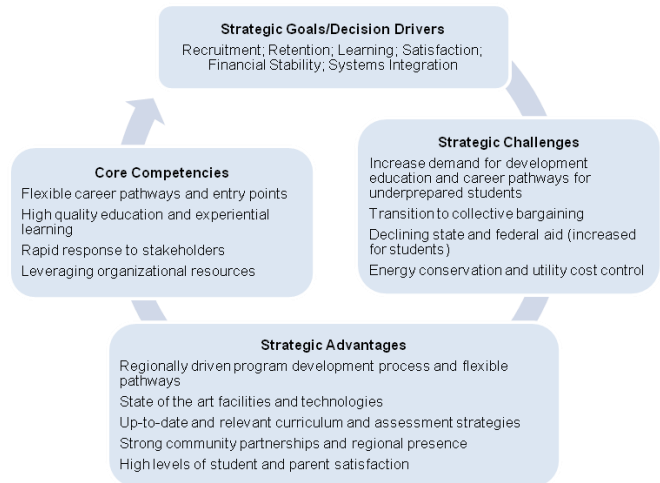 Strategic Goals/Decision Drivers
Recruitment; Retention; Learning; Satisfaction;
Financial Stability; Systems Integration
Strategic Challenges
Increase demand for development
education and career pathways for
underprepared students
Transition to collective bargaining
Declining state and federal aid (increased
for students)
Energy conservation and utility cost control
Strategic Advantages
Regionally driven program development process and flexible
pathways
State of the art facilities and technologies
Up-to-date and relevant curriculum and assessment strategies
Strong community partnerships and regional presence
High levels of student and parent satisfaction
Core Competencies
Flexible career pathways and entry points
High quality education and experiential
learning
Rapid response to stakeholders
Leveraging organizational resources